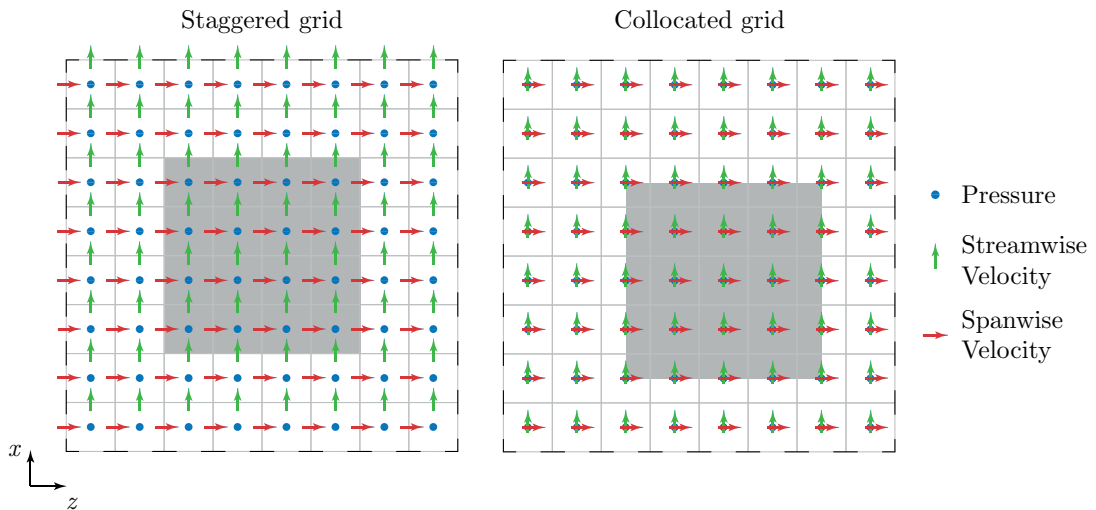 Staggered grid
Collocated grid
Pressure
Streamwise
Velocity
Spanwise
Velocity
x
z